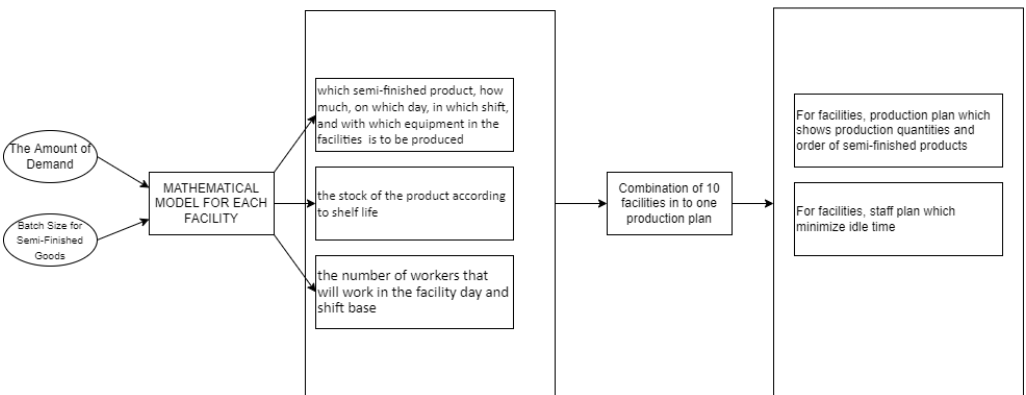 The Amount of
Demand
Batch Size for
Semi-Finished
Goods
MATHEMATICAL
MODEL FOR EACH
FACILITY
which semi-finished product, how
much, on which day, in which shift,
and with which equipment in the
facilities is to be produced
the stock of the product according
to shelf life
the number of workers that
will work in the facility day and
shift base
Combination of 10
facilities in to one
production plan
For facilities, production plan which
shows production quantities and
order of semi-finished products
For facilities, staff plan which
minimize idle time